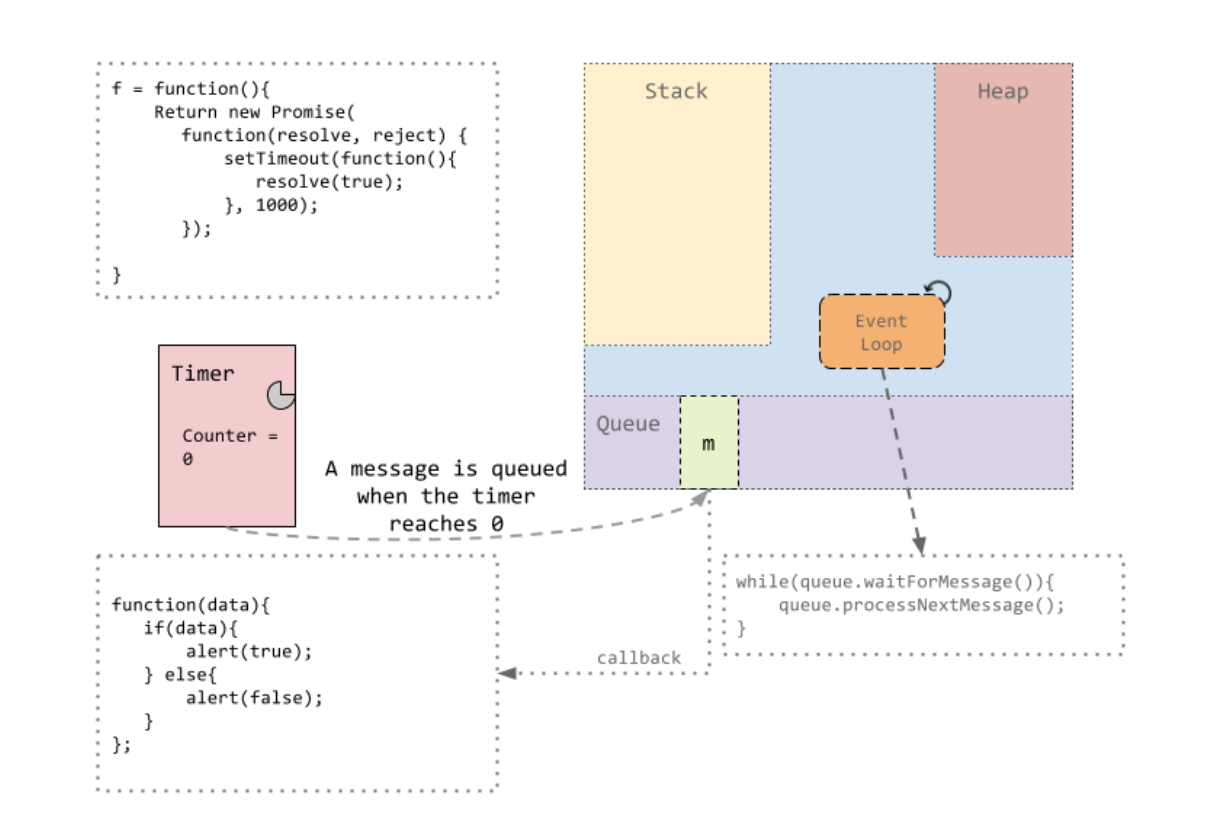 f = function(){
Return new Promise(
function(resolve, reject) {
setTimeout(function(){
resolve(true);
}, 1000);
});
}
Stack
Heap
Event
Loop
Timer
Counter =
0
Queue
m
A message is queued
when the timer
reaches 0
function(data){
if(data){
alert(true);
} else{
alert(false);
}
};
callback
while(queue.waitForMessage()){
queue.processNextMessage();
}